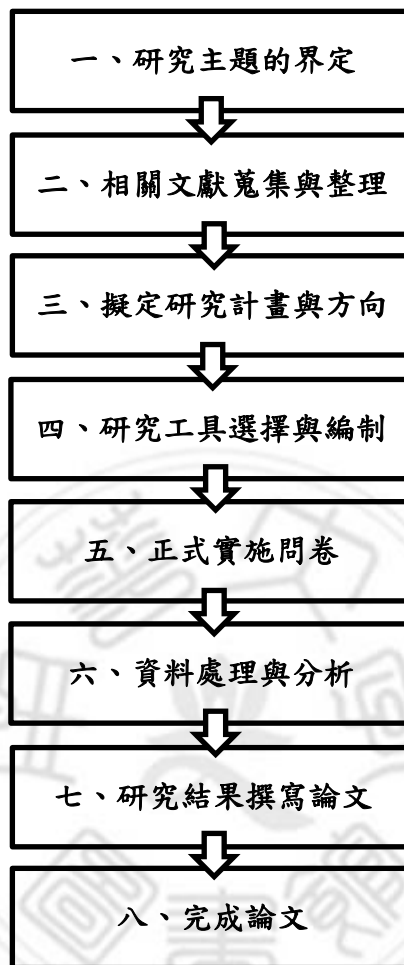 一、研究主題的界定
二、相關文獻蒐集與整理
三、擬定研究計畫與方向
四、研究工具選擇與編制
五、正式實施問卷
六、資料處理與分析
七、研究結果撰寫論文
八、完成論文